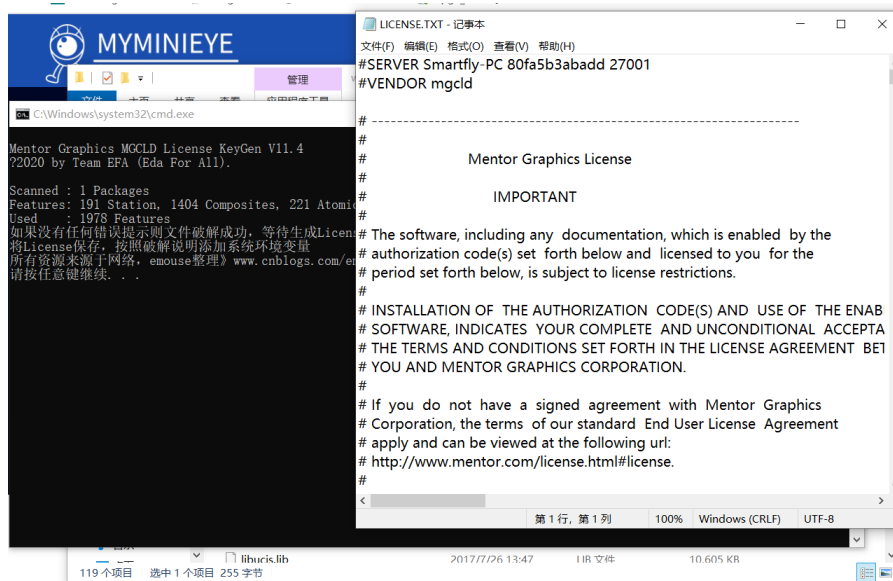 MYMINIEYE
管理
C:\Windows\system32\cmd.exe
Mentor Graphics MGCLD License KeyGen V11.4
?2020 by Team EFA (Eda For All).
Scanned : 1 Packages
Features: 191 Station, 1404 Composites, 221 Atomic
Used : 1978 Features
如果没有任何错误提示则文件破解成功，等待生成Licen
将License保存，按照破解说明添加系统环境变量
所有资源来源于网络，emouse整理》www.cnblogs.com/e
请按任意键继续. . .
LICENSE.TXT - 记事本
文件(F) 编辑(E) 格式(O) 查看(V) 帮助(H)
#SERVER Smartfly-PC 80fa5b3abadd 27001
#VENDOR mgcld
# --------------------------------------------------------------------
#
# Mentor Graphics License
#
# IMPORTANT
#
# The software, including any documentation, which is enabled by the
# authorization code(s) set forth below and licensed to you for the
# period set forth below, is subject to license restrictions.
#
# INSTALLATION OF THE AUTHORIZATION CODE(S) AND USE OF THE ENAB
# SOFTWARE, INDICATES YOUR COMPLETE AND UNCONDITIONAL ACCEPTA
# THE TERMS AND CONDITIONS SET FORTH IN THE LICENSE AGREEMENT BET
# YOU AND MENTOR GRAPHICS CORPORATION.
#
# If you do not have a signed agreement with Mentor Graphics
# Corporation, the terms of our standard End User License Agreement
# apply and can be viewed at the following url:
# http://www.mentor.com/license.html#license.
#
第 1 行，第 1 列 100% Windows (CRLF) UTF-8
libucis.lib 2017/7/26 13:47 LIB 文件 10,605 KB
119 个项目 选中 1 个项目 255 字节